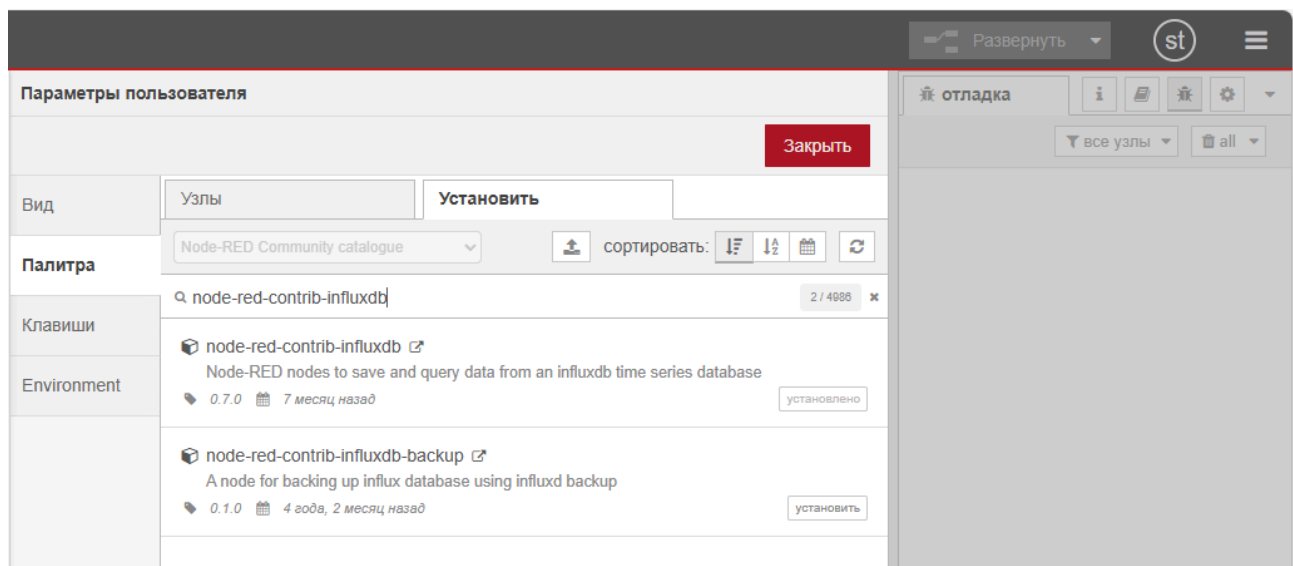 Развернуть
st
Параметры пользователя
отладка
i
Закрыть
все узлы
all
Вид
Узлы
Установить
Node-RED Community catalogue
сортировать:
Палитра
node-red-contrib-influxdb
2 / 4986
Клавиши
node-red-contrib-influxdb
Node-RED nodes to save and query data from an influxdb time series database
Environment
0.7.0 7 месяц назад
установлено
node-red-contrib-influxdb-backup
A node for backing up influx database using influxd backup
0.1.0 4 года, 2 месяц назад
установить